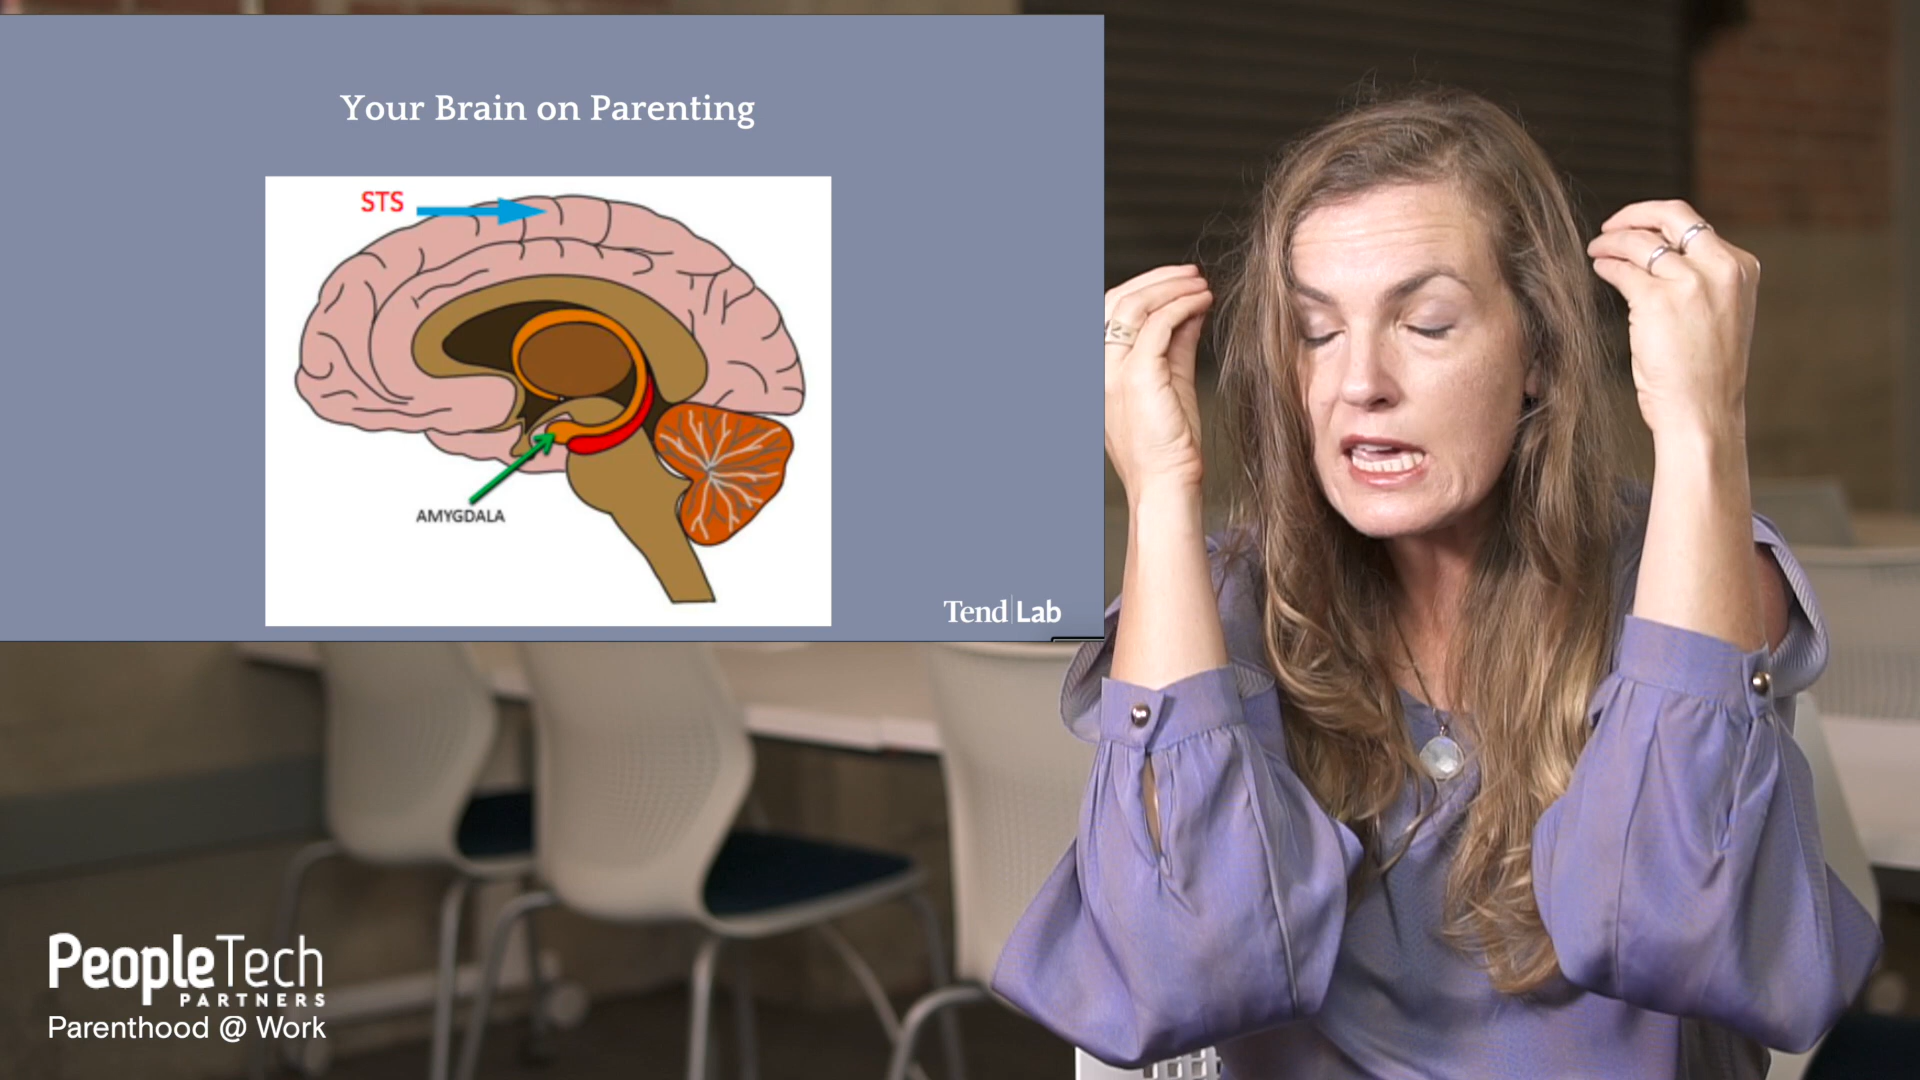 Your Brain on Parenting
STS
AMYGDALA
Tend|Lab
PeopleTech
PARTNERS
Parenthood @ Work